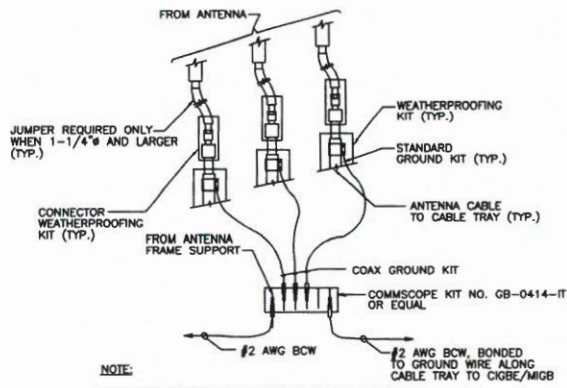 FROM ANTENNA
JUMPER REQUIRED ONLY
WHEN 1-1/4"ø AND LARGER
(TYP.)
WEATHERPROOFING
KIT (TYP.)
STANDARD
GROUND KIT (TYP.)
CONNECTOR
WEATHERPROOFING
KIT (TYP.)
ANTENNA CABLE
TO CABLE TRAY (TYP.)
FROM ANTENNA
FRAME SUPPORT
COAX GROUND KIT
COMMSCOPE KIT NO. GB-0414-IT
OR EQUAL
#2 AWG BCW
#2 AWG BCW, BONDED
TO GROUND WIRE ALONG
CABLE TRAY TO CIGBE/MIGB
NOTE: